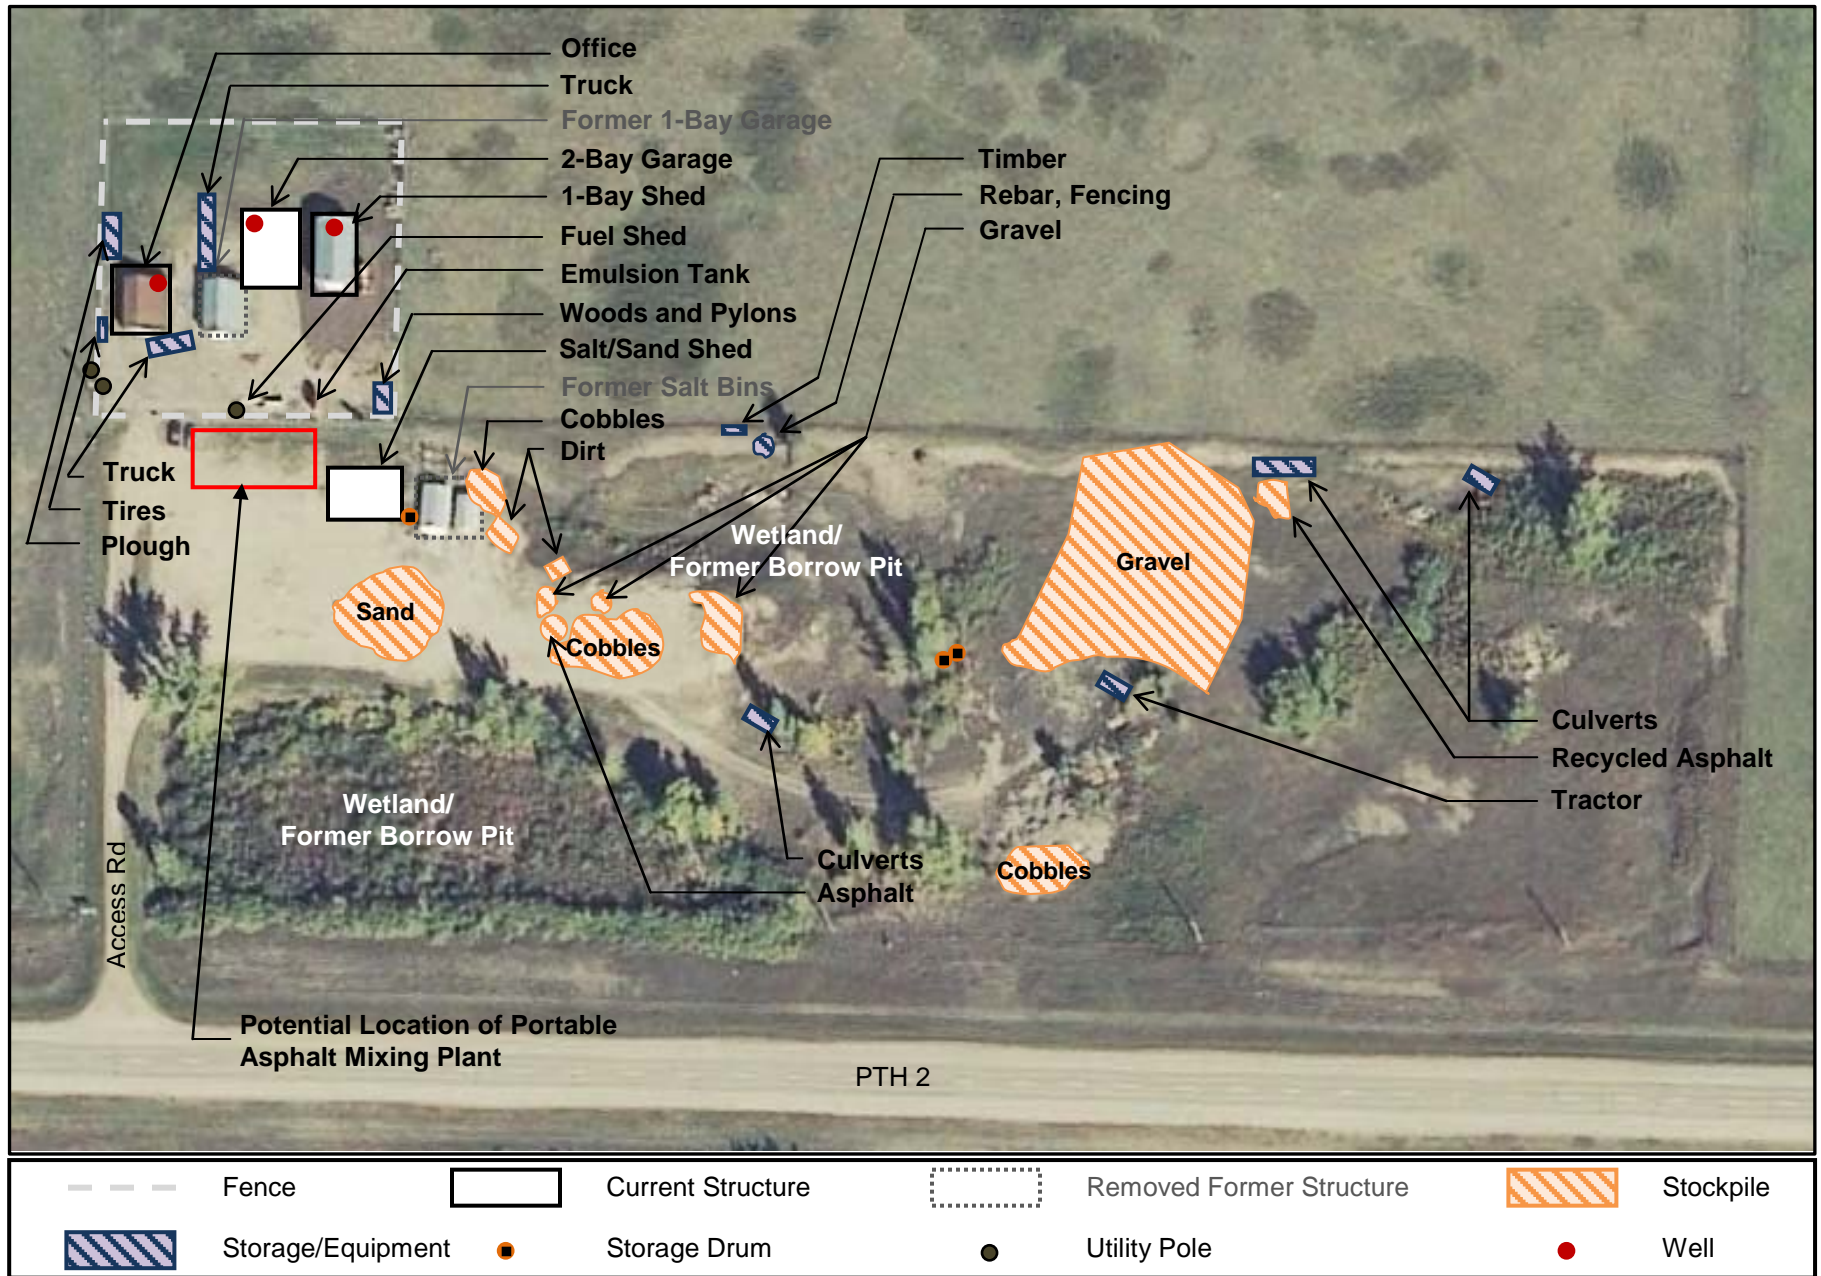 Office
Truck
Former 1-Bay Garage
2-Bay Garage
1-Bay Shed
Fuel Shed
Emulsion Tank
Woods and Pylons
Salt/Sand Shed
Former Salt Bins
Cobbles
Dirt
Timber
Rebar, Fencing
Gravel
Truck
Tires
Plough
Wetland/
Former Borrow Pit
Gravel
Sand
Cobbles
Culverts
Recycled Asphalt
Tractor
Wetland/
Former Borrow Pit
Culverts
Asphalt
Cobbles
Access Rd
Potential Location of Portable
Asphalt Mixing Plant
PTH 2
Fence
Current Structure
Removed Former Structure
Stockpile
Storage/Equipment
Storage Drum
Utility Pole
Well